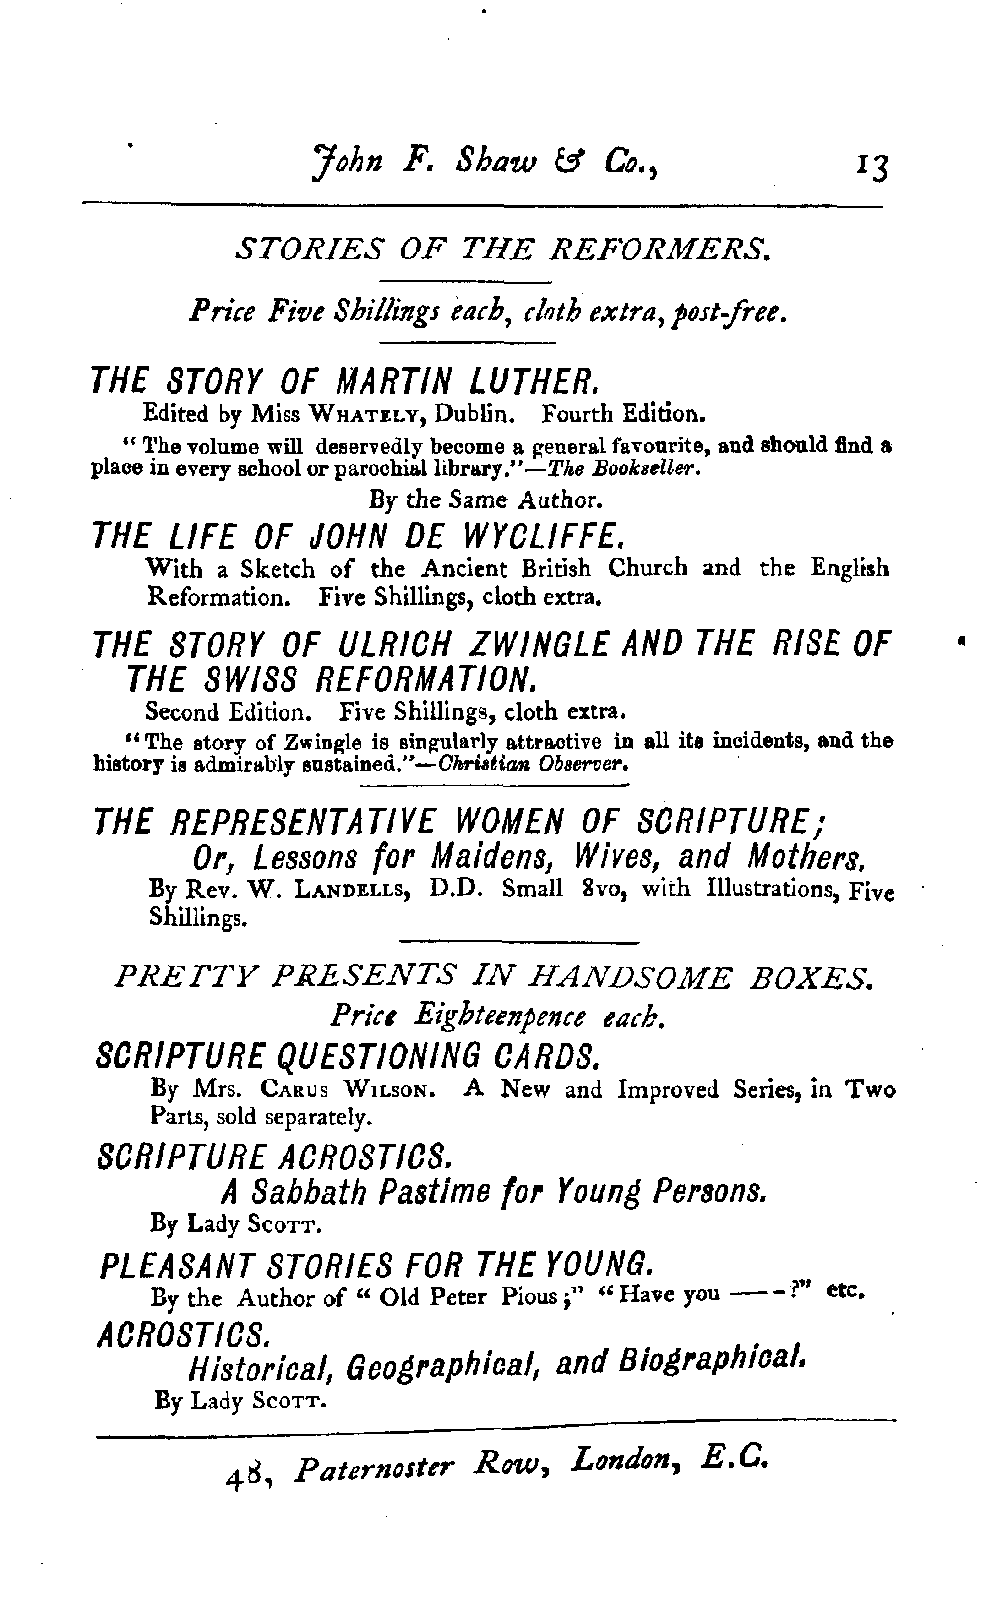 John F. Shaw & Co., 13
STORIES OF THE REFORMERS.
Price Five Shillings each, cloth extra, post-free.
THE STORY OF MARTIN LUTHER.
Edited by Miss WHATELY, Dublin. Fourth Edition.
"The volume will deservedly become a general favourite, and should find a
place in every school or parochial library."—The Bookseller.
By the Same Author.
THE LIFE OF JOHN DE WYCLIFFE.
With a Sketch of the Ancient British Church and the English
Reformation. Five Shillings, cloth extra.
THE STORY OF ULRICH ZWINGLE AND THE RISE OF
THE SWISS REFORMATION.
Second Edition. Five Shillings, cloth extra.
"The story of Zwingle is singularly attractive in all its incidents, and the
history is admirably sustained."—Christian Observer.
THE REPRESENTATIVE WOMEN OF SCRIPTURE;
Or, Lessons for Maidens, Wives, and Mothers.
By Rev. W. LANDELLS, D.D. Small 8vo, with Illustrations, Five
Shillings.
PRETTY PRESENTS IN HANDSOME BOXES.
Price Eighteenpence each.
SCRIPTURE QUESTIONING CARDS.
By Mrs. CARUS WILSON. A New and Improved Series, in Two
Parts, sold separately.
SCRIPTURE ACROSTICS.
A Sabbath Pastime for Young Persons.
By Lady SCOTT.
PLEASANT STORIES FOR THE YOUNG.
By the Author of "Old Peter Pious;" "Have you ——?" etc.
ACROSTICS.
Historical, Geographical, and Biographical.
By Lady SCOTT.
48, Paternoster Row, London, E.C.